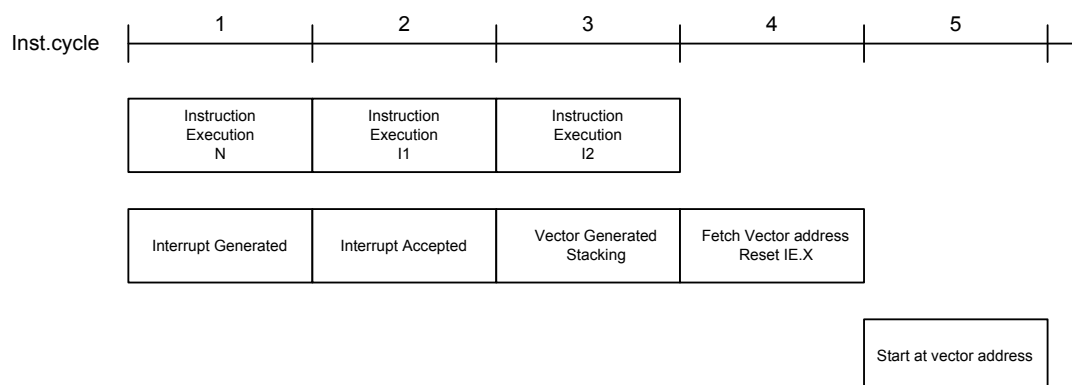 1 2 3 4 5
Inst.cycle
Instruction
Execution
N
Instruction
Execution
I1
Instruction
Execution
I2
Interrupt Generated
Interrupt Accepted
Vector Generated
Stacking
Fetch Vector address
Reset IE.X
Start at vector address